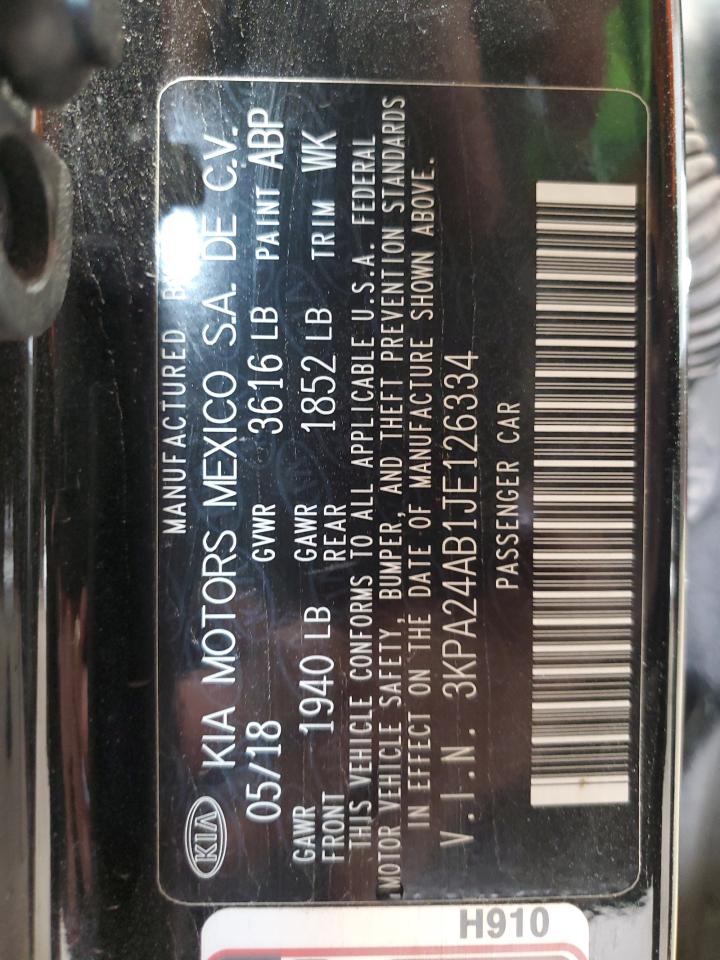 MANUFACTURED
KIA KIA MOTORS MEXICO S.A. DE C.V.
05/18 GVWR 3616 LB PAINT ABP
GAWR FRONT 1940 LB GAWR REAR 1852 LB TRIM WK
THIS VEHICLE CONFORMS TO ALL APPLICABLE U.S.A. FEDERAL
MOTOR VEHICLE SAFETY, BUMPER, AND THEFT PREVENTION STANDARDS
IN EFFECT ON THE DATE OF MANUFACTURE SHOWN ABOVE.
V.I.N. 3KPA24AB1JE126334
PASSENGER CAR
H910